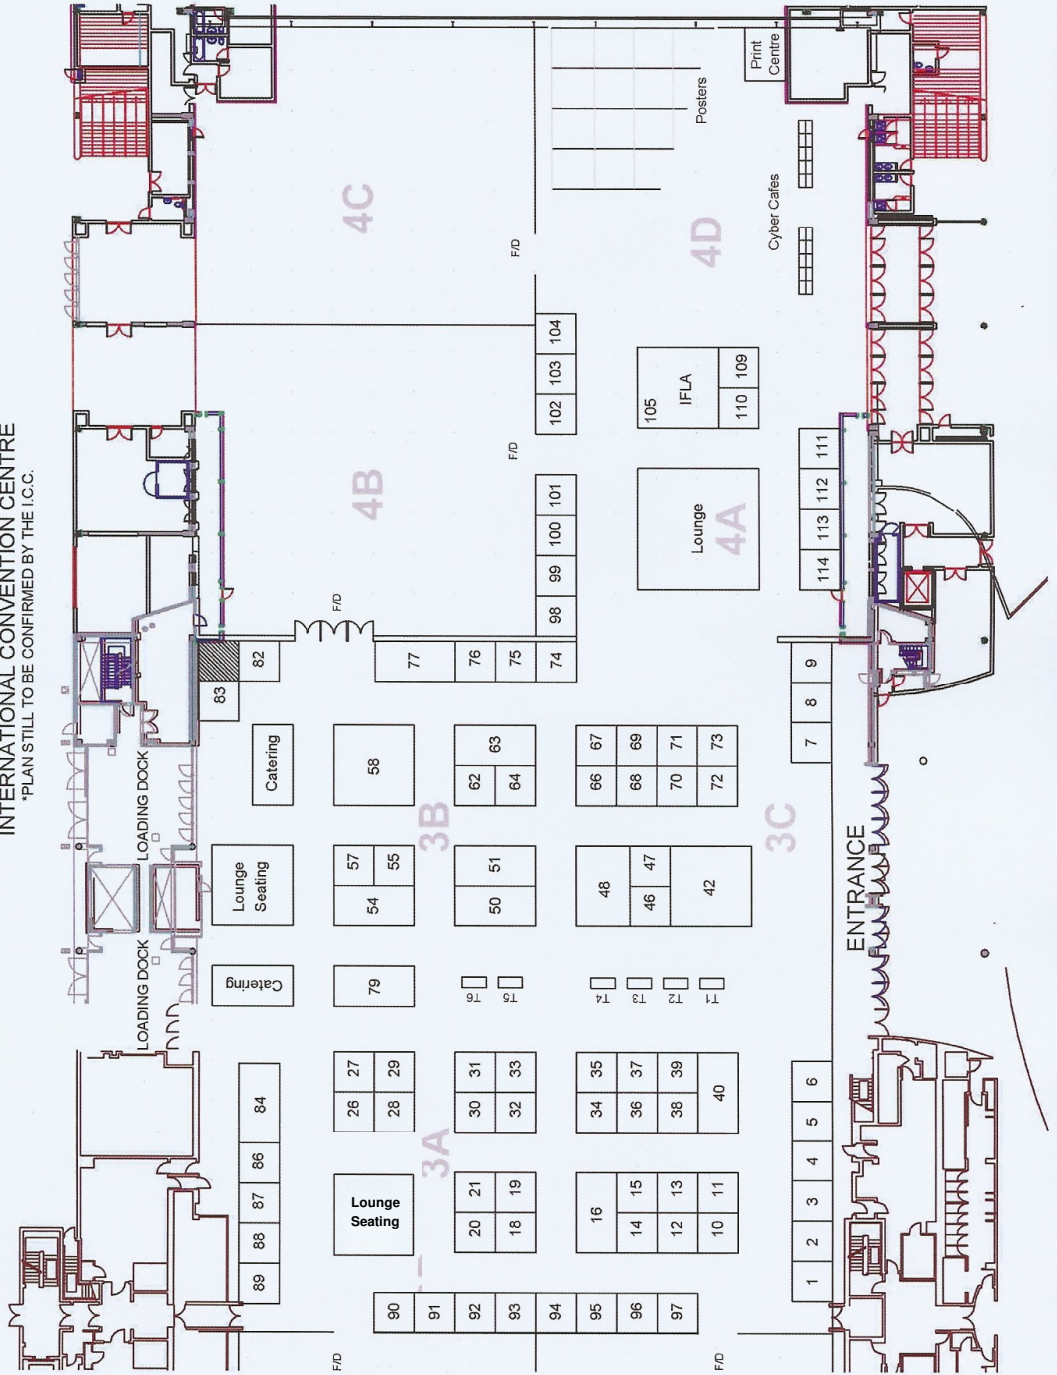 INTERNATIONAL CONVENTION CENTRE
*PLAN STILL TO BE CONFIRMED BY THE I.C.C.
Print
Centre
Posters
Cyber Cafes
4C
4D
F/D
104
103
102
IFLA
105
109
110
F/D
4B
101
100
99
98
Lounge
4A
111
112
113
114
F/D
82
83
77
76
75
74
9
8
7
LOADING DOCK
Catering
58
63
62
64
67
69
71
73
66
68
70
72
3B
3C
ENTRANCE
Lounge
Seating
57
55
54
51
50
48
47
46
42
LOADING DOCK
Catering
79
T6
T5
T4
T3
T2
T1
84
86
87
88
89
27
29
26
28
31
33
30
32
35
37
39
34
36
38
40
6
5
4
3
2
1
3A
Lounge
Seating
21
19
20
18
16
15
13
11
14
12
10
90
91
92
93
94
95
96
97
F/D
F/D